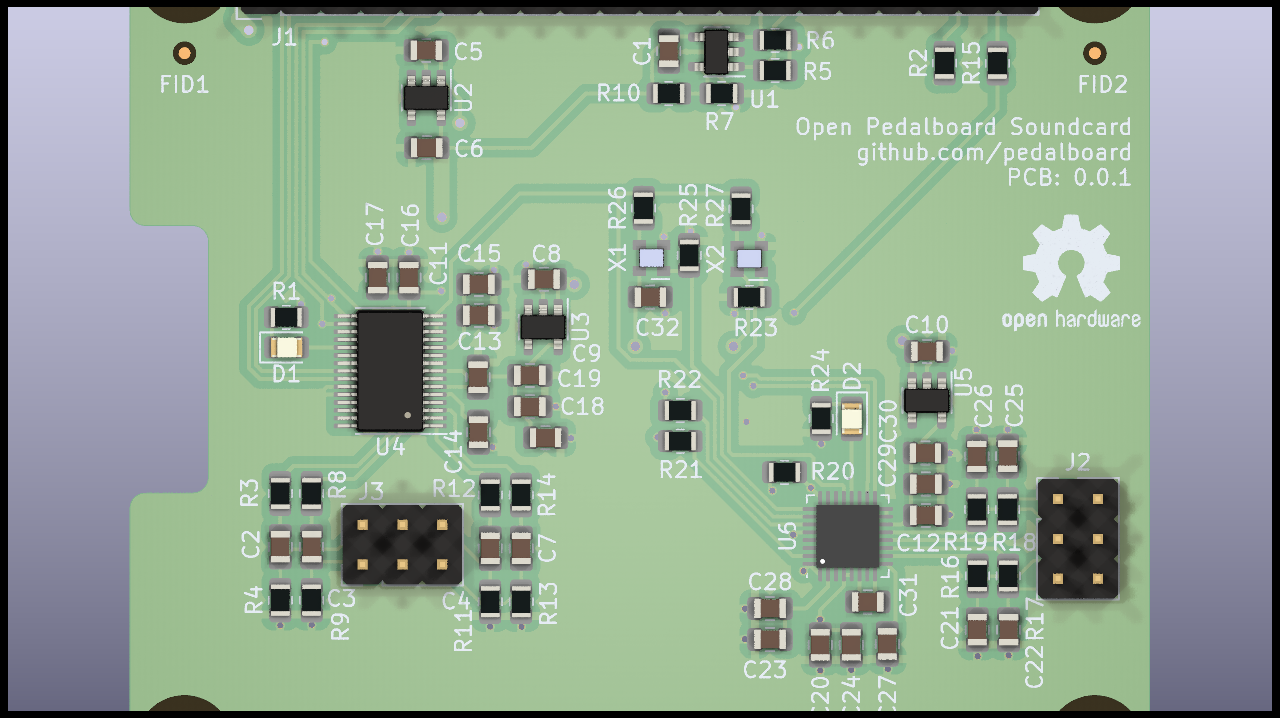 J1
C5
C1
R6
R2
R15
FID1
U2
R10
R5
FID2
R7
U1
C6
Open Pedalboard Soundcard
github.com/pedalboard
PCB: 0.0.1
C17
C16
C11
C15
C8
R26
R25
R27
X1
X2
R1
C13
U3
C32
R23
open hardware
C10
D1
C9
C19
C18
R22
R24
D2
C30
C29
U5
C26
C25
U4
C14
R21
R20
J2
R3
R8
J3
R12
R14
U6
C2
C7
C12
R19
R18
R4
C3
R9
C4
R11
R13
C28
C31
R16
C23
C21
R17
C22
C20
C24
C27